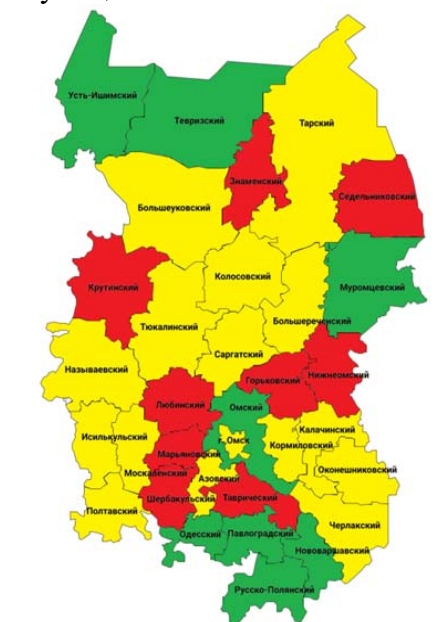 Усть-Ишимский
Тевризский
Тарский
Знаменский
Седельниковский
Большеуковский
Колосовский
Крутинский
Муромцевский
Большереченский
Тюкалинский
Саргатский
Называевский
Нижнеомский
Горьковский
Любинский
Омский
Калачинский
Исилькульский
г. Омск
Кормиловский
Марьяновский
Оконешниковский
Москаленский
Азовский
Шербакульский
Таврический
Полтавский
Черлакский
Одесский
Павлоградский
Нововаршавский
Русско-Полянский